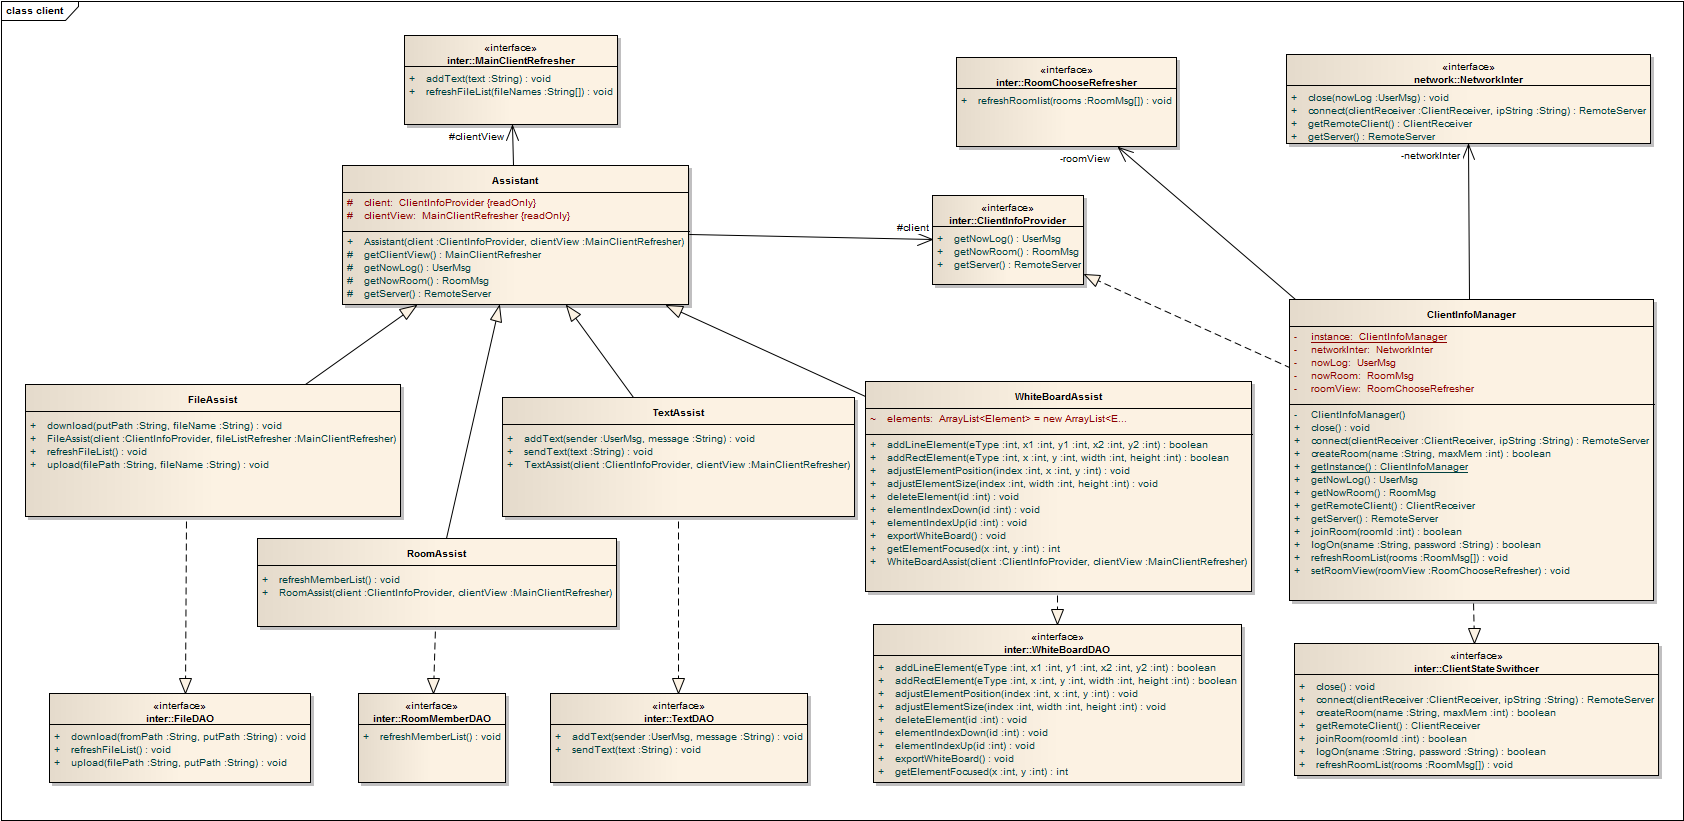 class client
«interface»
inter::MainClientRefresher
+ addText(text :String) : void
+ refreshFileList(fileNames :String[]) : void
#clientView
«interface»
inter::RoomChooseRefresher
+ refreshRoomlist(rooms :RoomMsg[]) : void
-roomView
«interface»
network::NetworkInter
+ close(nowLog :UserMsg) : void
+ connect(clientReceiver :ClientReceiver, ipString :String) : RemoteServer
+ getRemoteClient() : ClientReceiver
+ getServer() : RemoteServer
-networkInter
Assistant
# client: ClientInfoProvider {readOnly}
# clientView: MainClientRefresher {readOnly}
+ Assistant(client :ClientInfoProvider, clientView :MainClientRefresher)
# getClientView() : MainClientRefresher
# getNowLog() : UserMsg
# getNowRoom() : RoomMsg
# getServer() : RemoteServer
#client
«interface»
inter::ClientInfoProvider
+ getNowLog() : UserMsg
+ getNowRoom() : RoomMsg
+ getServer() : RemoteServer
ClientInfoManager
- instance: ClientInfoManager
- networkInter: NetworkInter
- nowLog: UserMsg
- nowRoom: RoomMsg
- roomView: RoomChooseRefresher
- ClientInfoManager()
+ close() : void
+ connect(clientReceiver :ClientReceiver, ipString :String) : RemoteServer
+ createRoom(name :String, maxMem :int) : boolean
+ getInstance() : ClientInfoManager
+ getNowLog() : UserMsg
+ getNowRoom() : RoomMsg
+ getRemoteClient() : ClientReceiver
+ getServer() : RemoteServer
+ joinRoom(roomId :int) : boolean
+ logOn(sname :String, password :String) : boolean
+ refreshRoomList(rooms :RoomMsg[]) : void
+ setRoomView(roomView :RoomChooseRefresher) : void
FileAssist
+ download(putPath :String, fileName :String) : void
+ FileAssist(client :ClientInfoProvider, fileListRefresher :MainClientRefresher)
+ refreshFileList() : void
+ upload(filePath :String, fileName :String) : void
TextAssist
+ addText(sender :UserMsg, message :String) : void
+ sendText(text :String) : void
+ TextAssist(client :ClientInfoProvider, clientView :MainClientRefresher)
WhiteBoardAssist
~ elements: ArrayList<Element> = new ArrayList<E...
+ addLineElement(eType :int, x1 :int, y1 :int, x2 :int, y2 :int) : boolean
+ addRectElement(eType :int, x :int, y :int, width :int, height :int) : boolean
+ adjustElementPosition(index :int, x :int, y :int) : void
+ adjustElementSize(index :int, width :int, height :int) : void
+ deleteElement(id :int) : void
+ elementIndexDown(id :int) : void
+ elementIndexUp(id :int) : void
+ exportWhiteBoard() : void
+ getElementFocused(x :int, y :int) : int
+ WhiteBoardAssist(client :ClientInfoProvider, clientView :MainClientRefresher)
RoomAssist
+ refreshMemberList() : void
+ RoomAssist(client :ClientInfoProvider, clientView :MainClientRefresher)
«interface»
inter::FileDAO
+ download(fromPath :String, putPath :String) : void
+ refreshFileList() : void
+ upload(filePath :String, putPath :String) : void
«interface»
inter::RoomMemberDAO
+ refreshMemberList() : void
«interface»
inter::TextDAO
+ addText(sender :UserMsg, message :String) : void
+ sendText(text :String) : void
«interface»
inter::WhiteBoardDAO
+ addLineElement(eType :int, x1 :int, y1 :int, x2 :int, y2 :int) : boolean
+ addRectElement(eType :int, x :int, y :int, width :int, height :int) : boolean
+ adjustElementPosition(index :int, x :int, y :int) : void
+ adjustElementSize(index :int, width :int, height :int) : void
+ deleteElement(id :int) : void
+ elementIndexDown(id :int) : void
+ elementIndexUp(id :int) : void
+ exportWhiteBoard() : void
+ getElementFocused(x :int, y :int) : int
«interface»
inter::ClientStateSwithcer
+ close() : void
+ connect(clientReceiver :ClientReceiver, ipString :String) : RemoteServer
+ createRoom(name :String, maxMem :int) : boolean
+ getRemoteClient() : ClientReceiver
+ joinRoom(roomId :int) : boolean
+ logOn(sname :String, password :String) : boolean
+ refreshRoomList(rooms :RoomMsg[]) : void